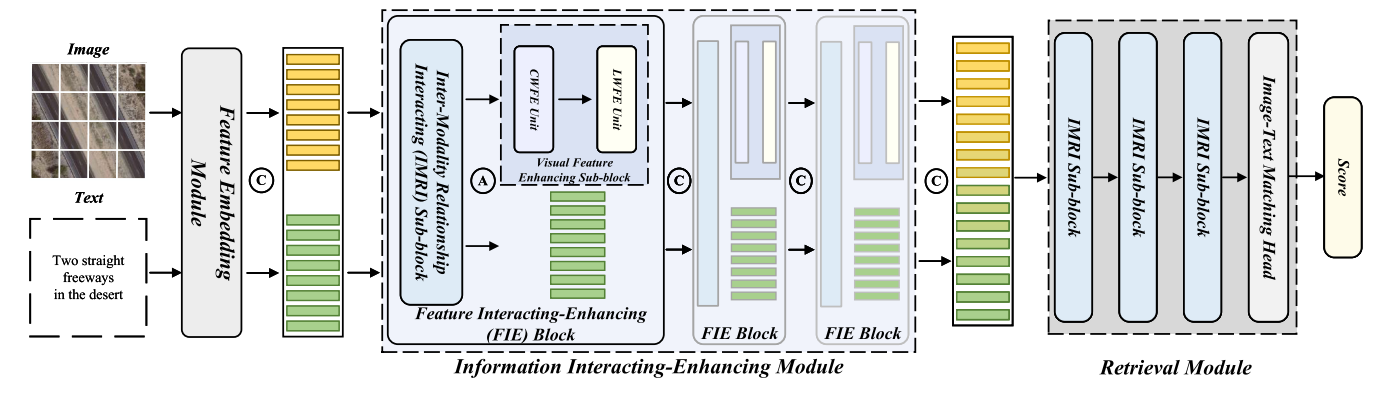 Image
Text
Two straight
freeways
in the desert
Feature Embedding
Module
C
Inter-Modality Relationship
Interacting (IMRI) Sub-block
A
CWFE Unit
LWFE Unit
Visual Feature
Enhancing Sub-block
Feature Interacting-Enhancing
(FIE) Block
C
FIE Block
C
FIE Block
Information Interacting-Enhancing Module
C
IMRI Sub-block
IMRI Sub-block
IMRI Sub-block
Image-Text Matching Head
Retrieval Module
Score